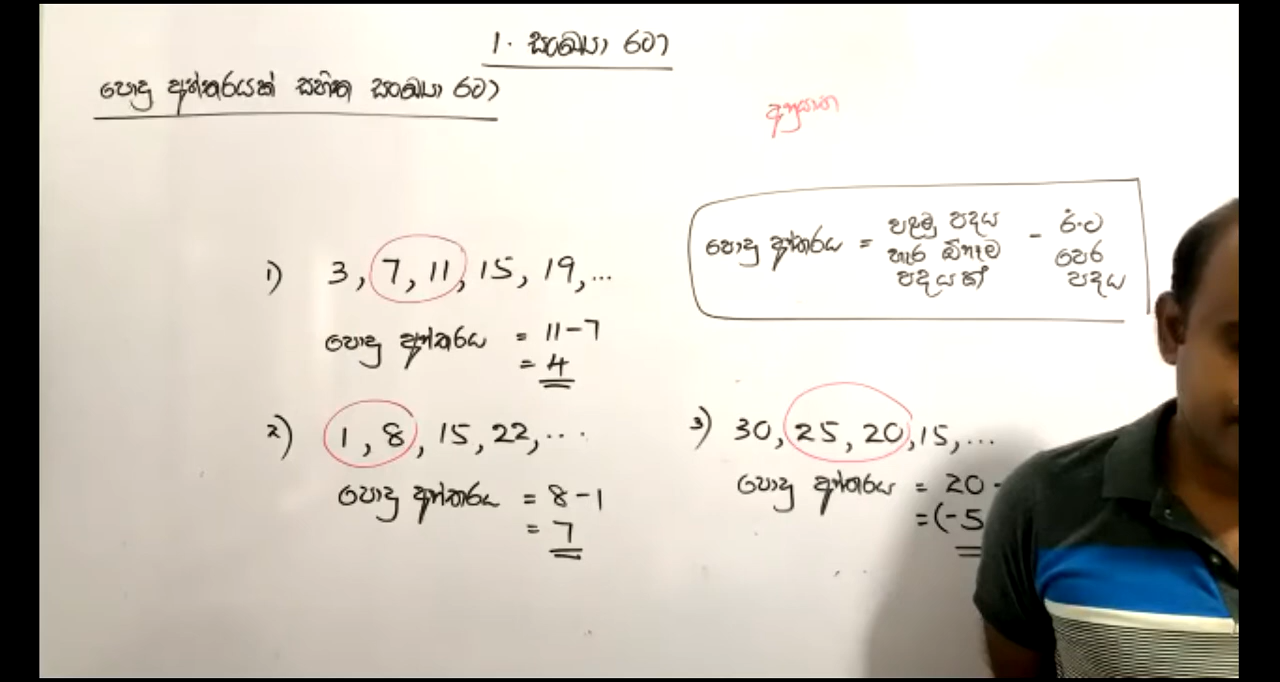 1. සංඛ්‍යා රටා
පොදු අන්තරයක් සහිත සංඛ්‍යා රටා
පොදු අන්තරය = පළමු පදය හැර ඕනෑම පදයක් - රීට පෙර පදය
1) 3, 7, 11, 15, 19, ...
පොදු අන්තරය = 11 - 7
= 4
2) 1, 8, 15, 22, ...
පොදු අන්තරය = 8 - 1
= 7
3) 30, 25, 20, 15, ...
පොදු අන්තරය = 20 -
= (-5